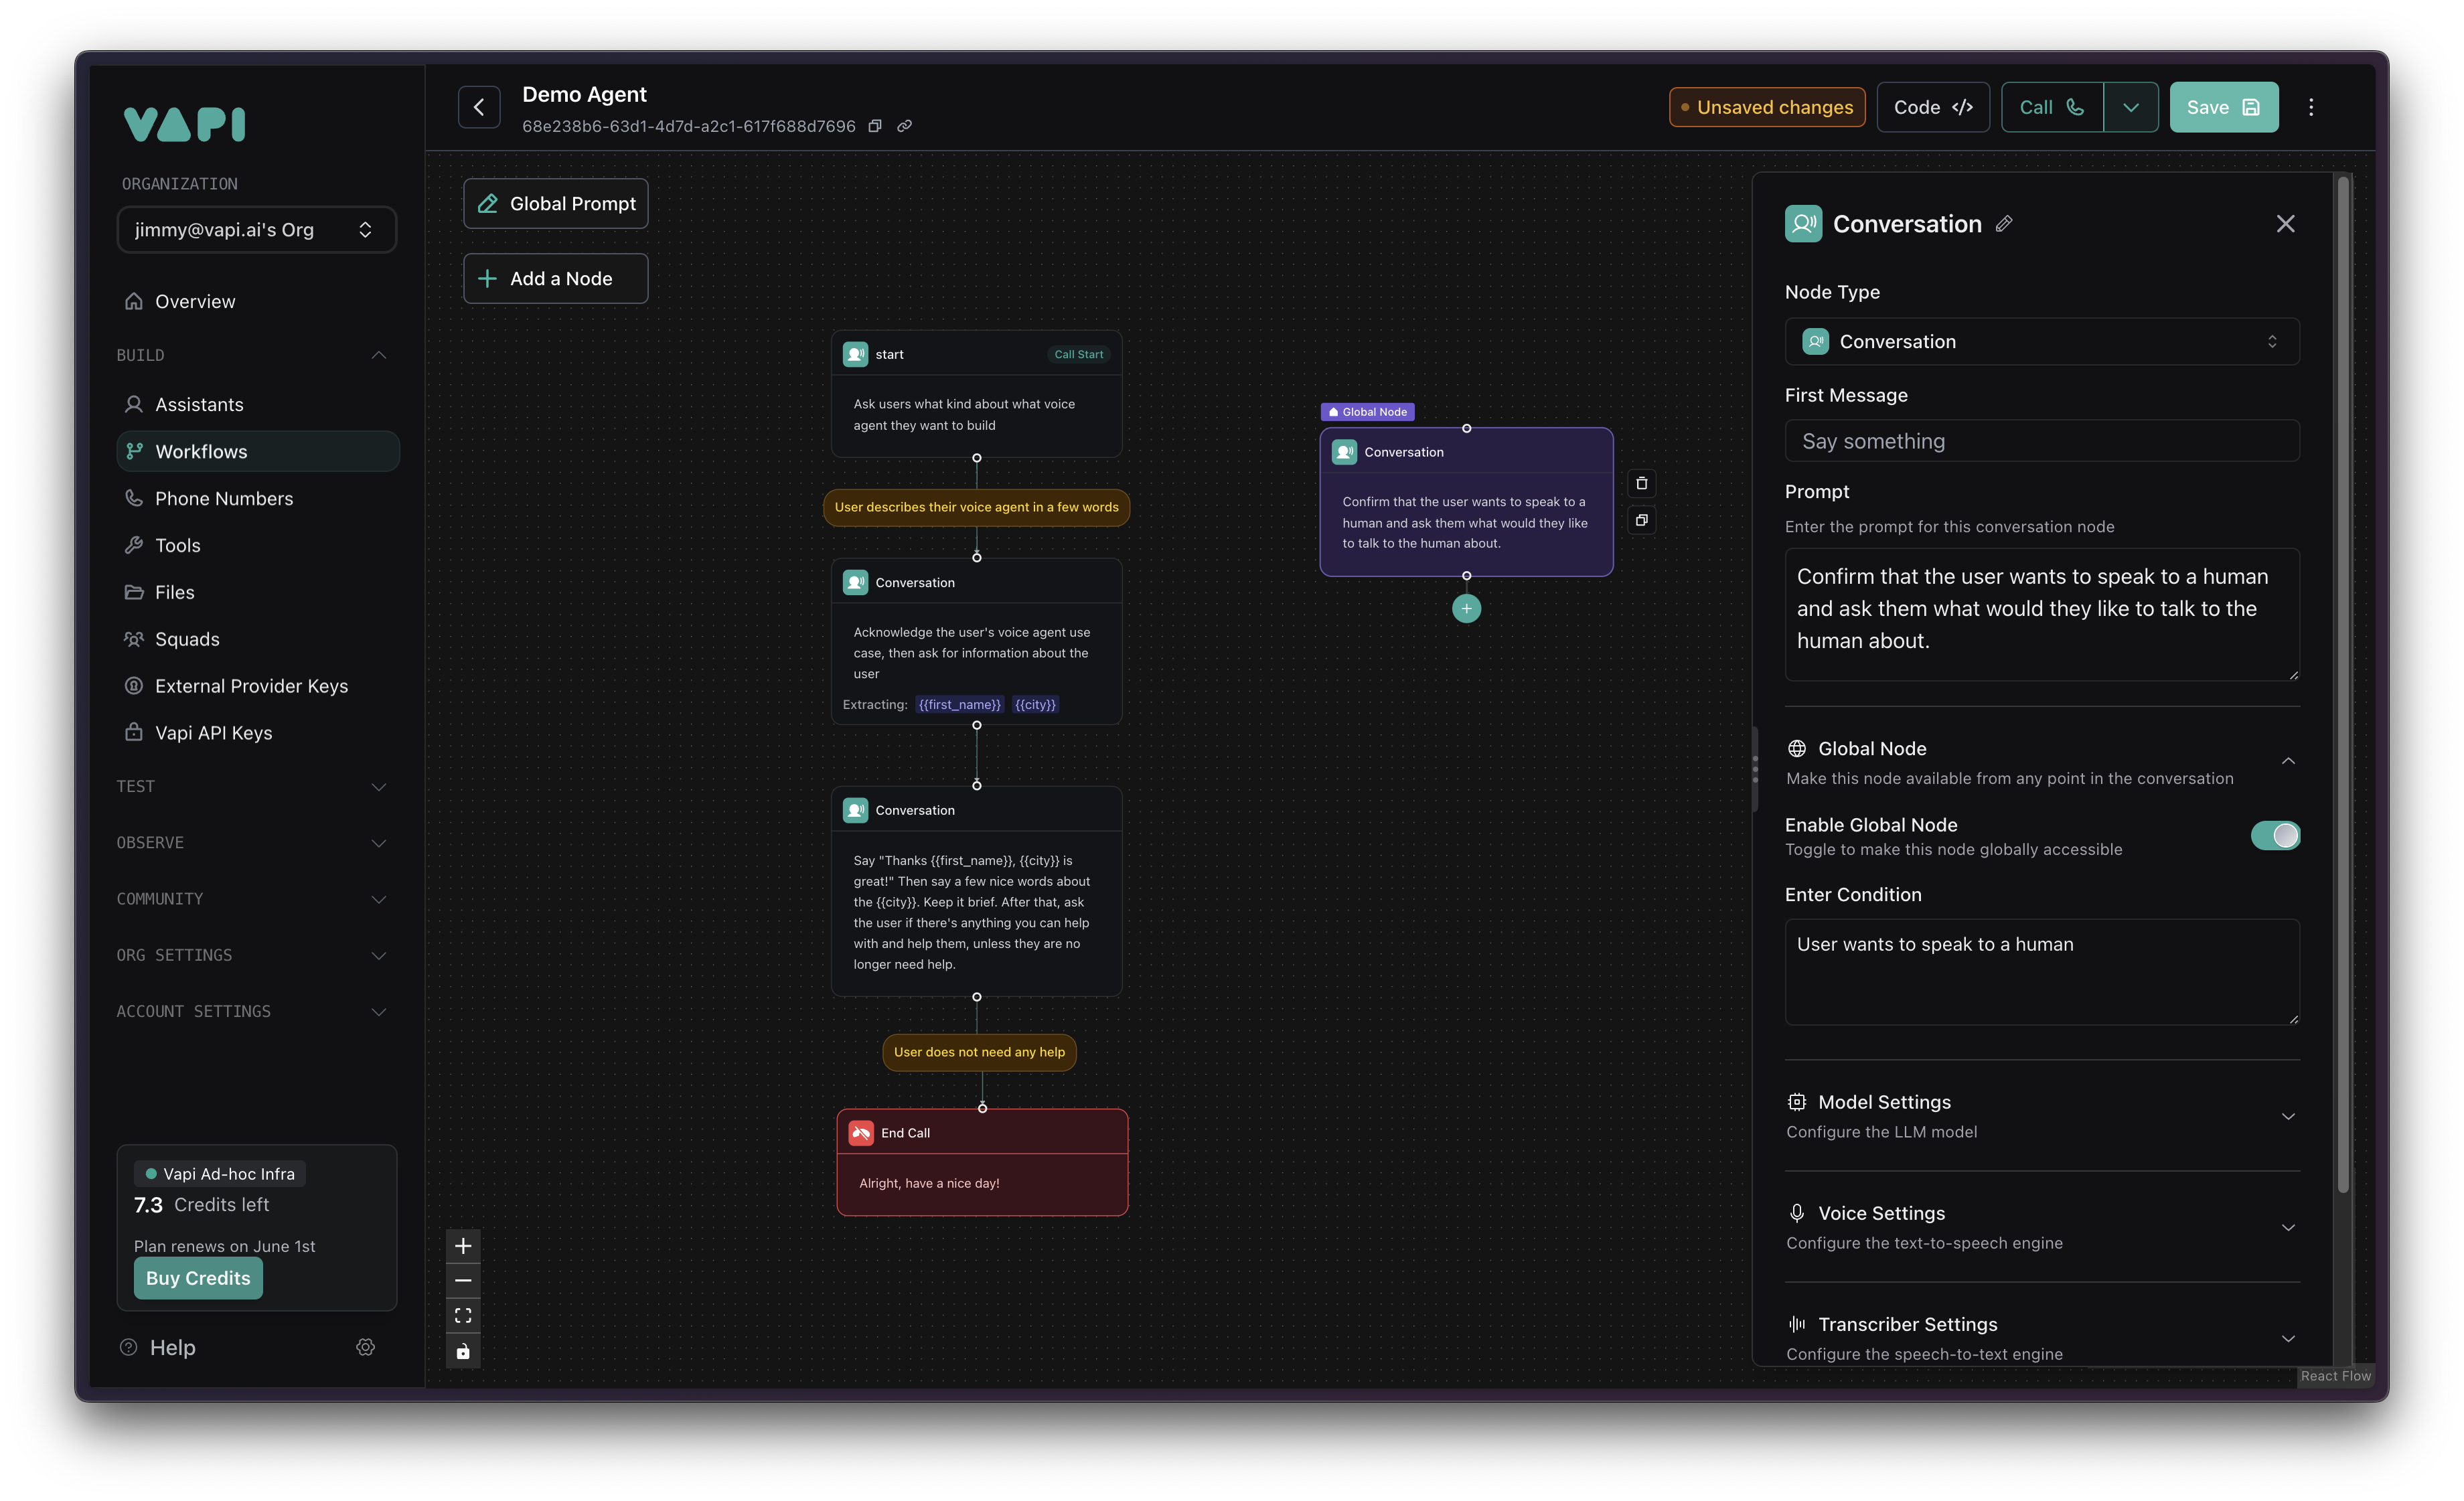 VAPI
ORGANIZATION
jimmy@vapi.ai's Org
Overview
BUILD
Assistants
Workflows
Phone Numbers
Tools
Files
Squads
External Provider Keys
Vapi API Keys
TEST
OBSERVE
COMMUNITY
ORG SETTINGS
ACCOUNT SETTINGS
Vapi Ad-hoc Infra
7.3 Credits left
Plan renews on June 1st
Buy Credits
Help
Demo Agent
68e238b6-63d1-4d7d-a2c1-617f688d7696
Unsaved changes
Code </>
Call
Save
Global Prompt
Add a Node
start
Call Start
Ask users what kind about what voice
agent they want to build
User describes their voice agent in a few words
Conversation
Acknowledge the user's voice agent use
case, then ask for information about the
user
Extracting: {{first_name}} {{city}}
Conversation
Say "Thanks {{first_name}}, {{city}} is
great!" Then say a few nice words about
the {{city}}. Keep it brief. After that, ask
the user if there's anything you can help
with and help them, unless they are no
longer need help.
User does not need any help
End Call
Alright, have a nice day!
Global Node
Conversation
Confirm that the user wants to speak to a
human and ask them what would they like
to talk to the human about.
Conversation
Node Type
Conversation
First Message
Say something
Prompt
Enter the prompt for this conversation node
Confirm that the user wants to speak to a human
and ask them what would they like to talk to the
human about.
Global Node
Make this node available from any point in the conversation
Enable Global Node
Toggle to make this node globally accessible
Enter Condition
User wants to speak to a human
Model Settings
Configure the LLM model
Voice Settings
Configure the text-to-speech engine
Transcriber Settings
Configure the speech-to-text engine
React Flow